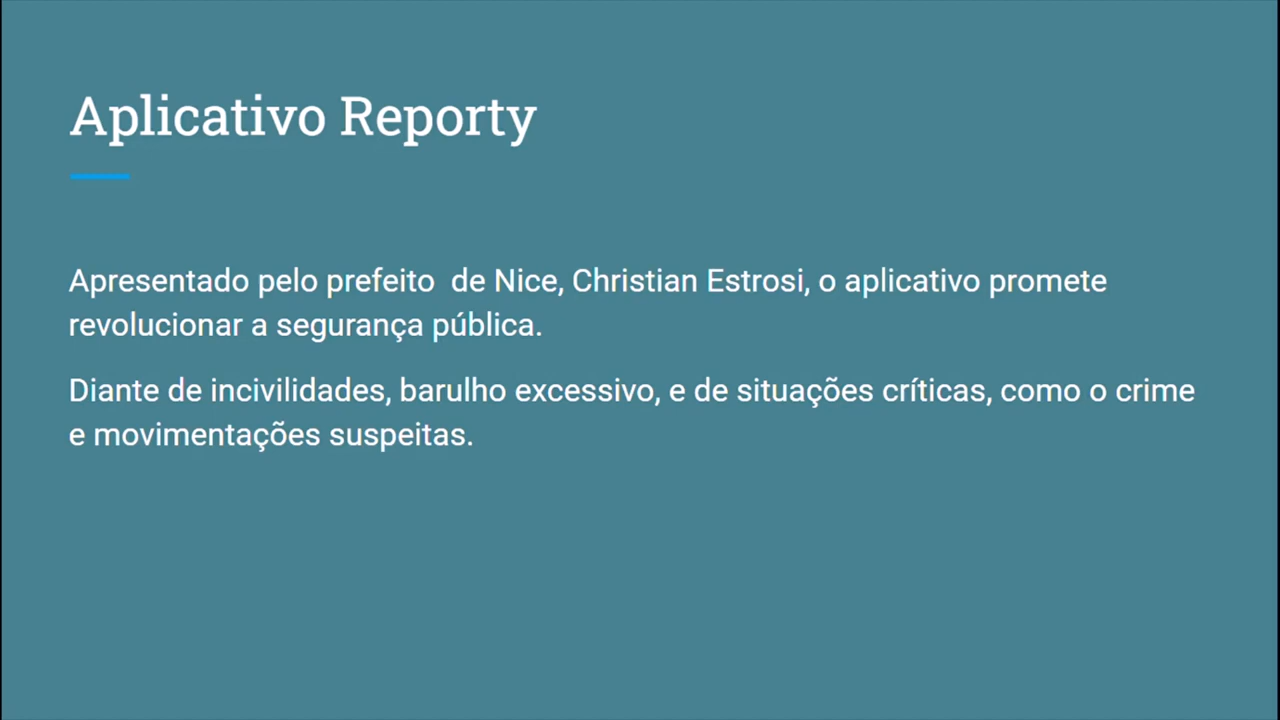 Aplicativo Reporty
Apresentado pelo prefeito  de Nice, Christian Estrosi, o aplicativo promete
revolucionar a segurança pública.
Diante de incivilidades, barulho excessivo, e de situações críticas, como o crime
e movimentações suspeitas.